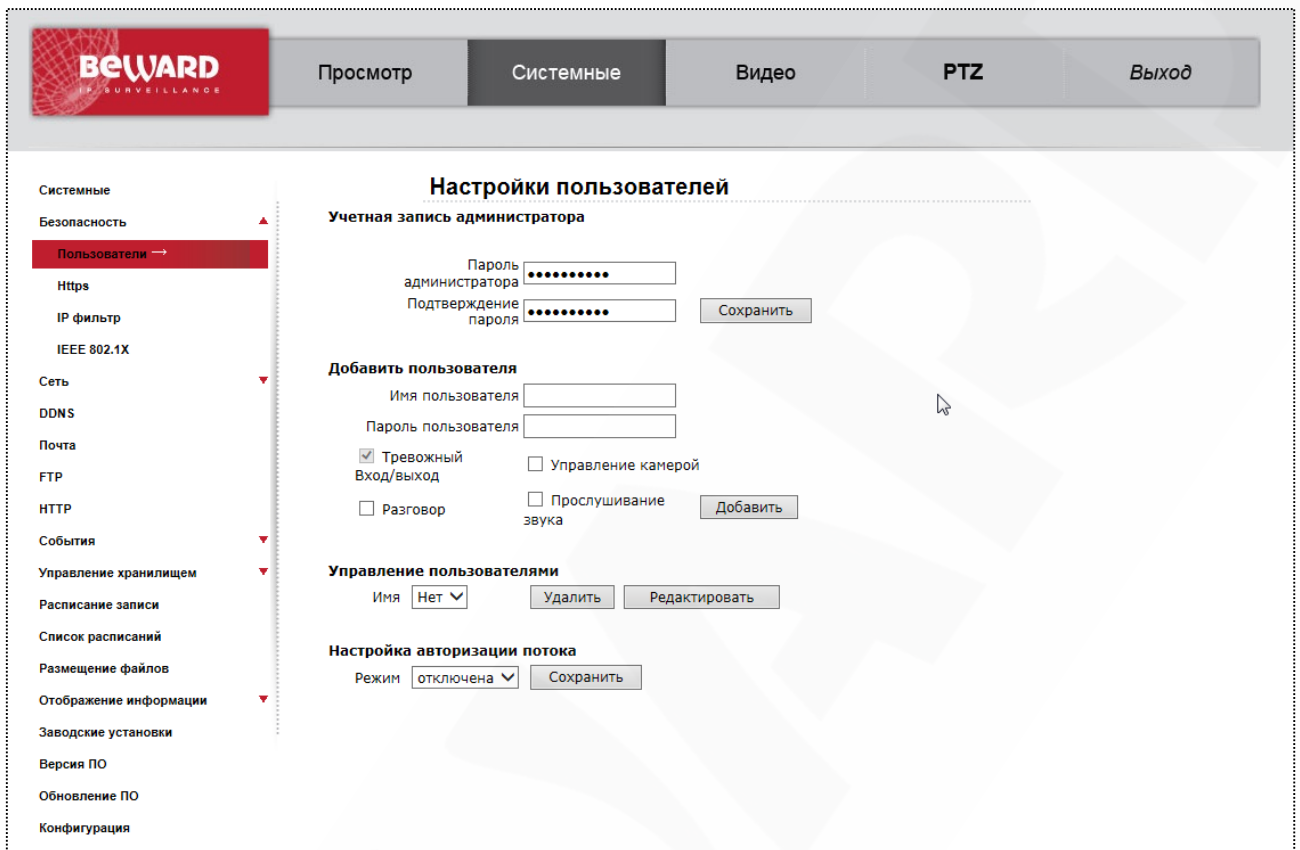 BEWARD
IP SURVEILLANCE
Просмотр
Системные
Видео
PTZ
Выход
Системные
Безопасность
Пользователи →
Https
IP фильтр
IEEE 802.1X
Сеть
DDNS
Почта
FTP
HTTP
События
Управление хранилищем
Расписание записи
Список расписаний
Размещение файлов
Отображение информации
Заводские установки
Версия ПО
Обновление ПО
Конфигурация
Настройки пользователей
Учетная запись администратора
Пароль
администратора ••••••••••
Подтверждение
пароля ••••••••••
Сохранить
Добавить пользователя
Имя пользователя
Пароль пользователя
Тревожный
Вход/выход
Управление камерой
Разговор
Прослушивание
звука
Добавить
Управление пользователями
Имя Нет Удалить Редактировать
Настройка авторизации потока
Режим отключена Сохранить